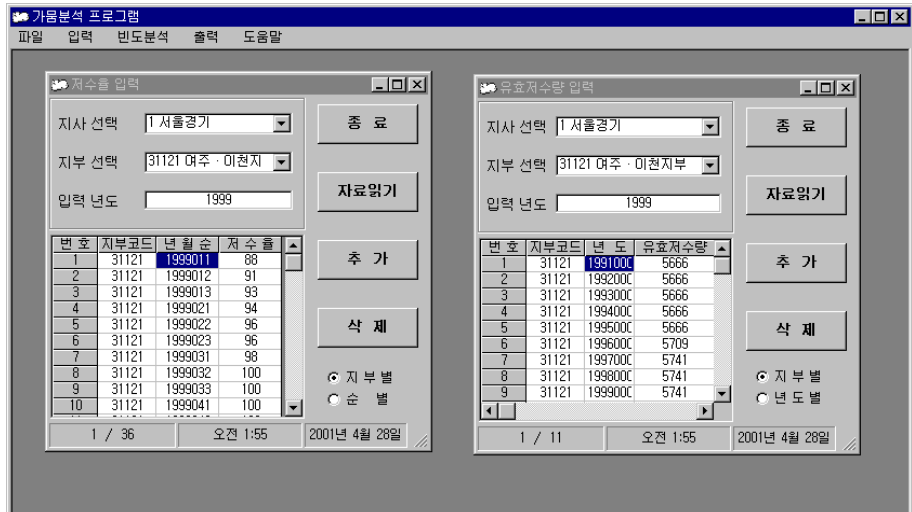 가뭄분석 프로그램
파일 입력 빈도분석 출력 도움말
저수율 입력
지사 선택 1 서울경기
지부 선택 31121 여주 · 이천지
입력 년도 1999
종 료
자료읽기
추 가
삭 제
번 호 지부코드 년 월 순 저 수 율
1 31121 1999011 88
2 31121 1999012 91
3 31121 1999013 93
4 31121 1999021 94
5 31121 1999022 96
6 31121 1999023 96
7 31121 1999031 98
8 31121 1999032 100
9 31121 1999033 100
10 31121 1999041 100
지 부 별
순 별
1 / 36 오전 1:55 2001년 4월 28일
유효저수량 입력
지사 선택 1 서울경기
지부 선택 31121 여주 · 이천지부
입력 년도 1999
종 료
자료읽기
추 가
삭 제
번 호 지부코드 년 도 유효저수량
1 31121 199100C 5666
2 31121 199200C 5666
3 31121 199300C 5666
4 31121 199400C 5666
5 31121 199500C 5666
6 31121 199600C 5709
7 31121 199700C 5741
8 31121 199800C 5741
9 31121 199900C 5741
지 부 별
년 도 별
1 / 11 오전 1:55 2001년 4월 28일